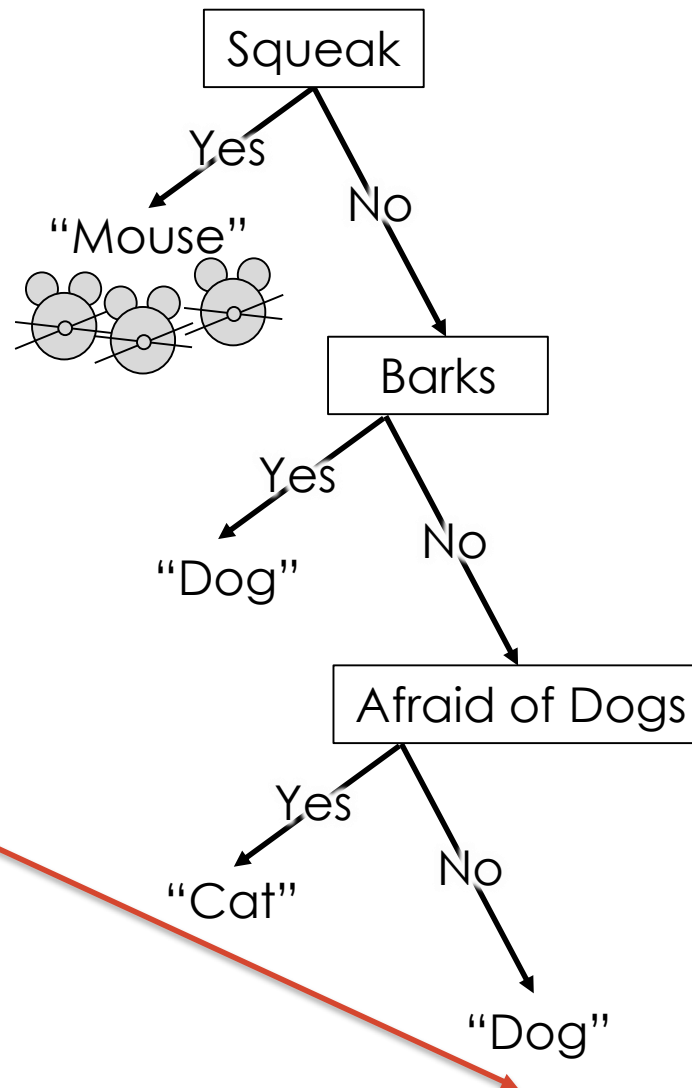 Squeak
Yes
No
“Mouse”
Barks
Yes
No
“Dog”
Afraid of Dogs
Yes
No
“Cat”
“Dog”